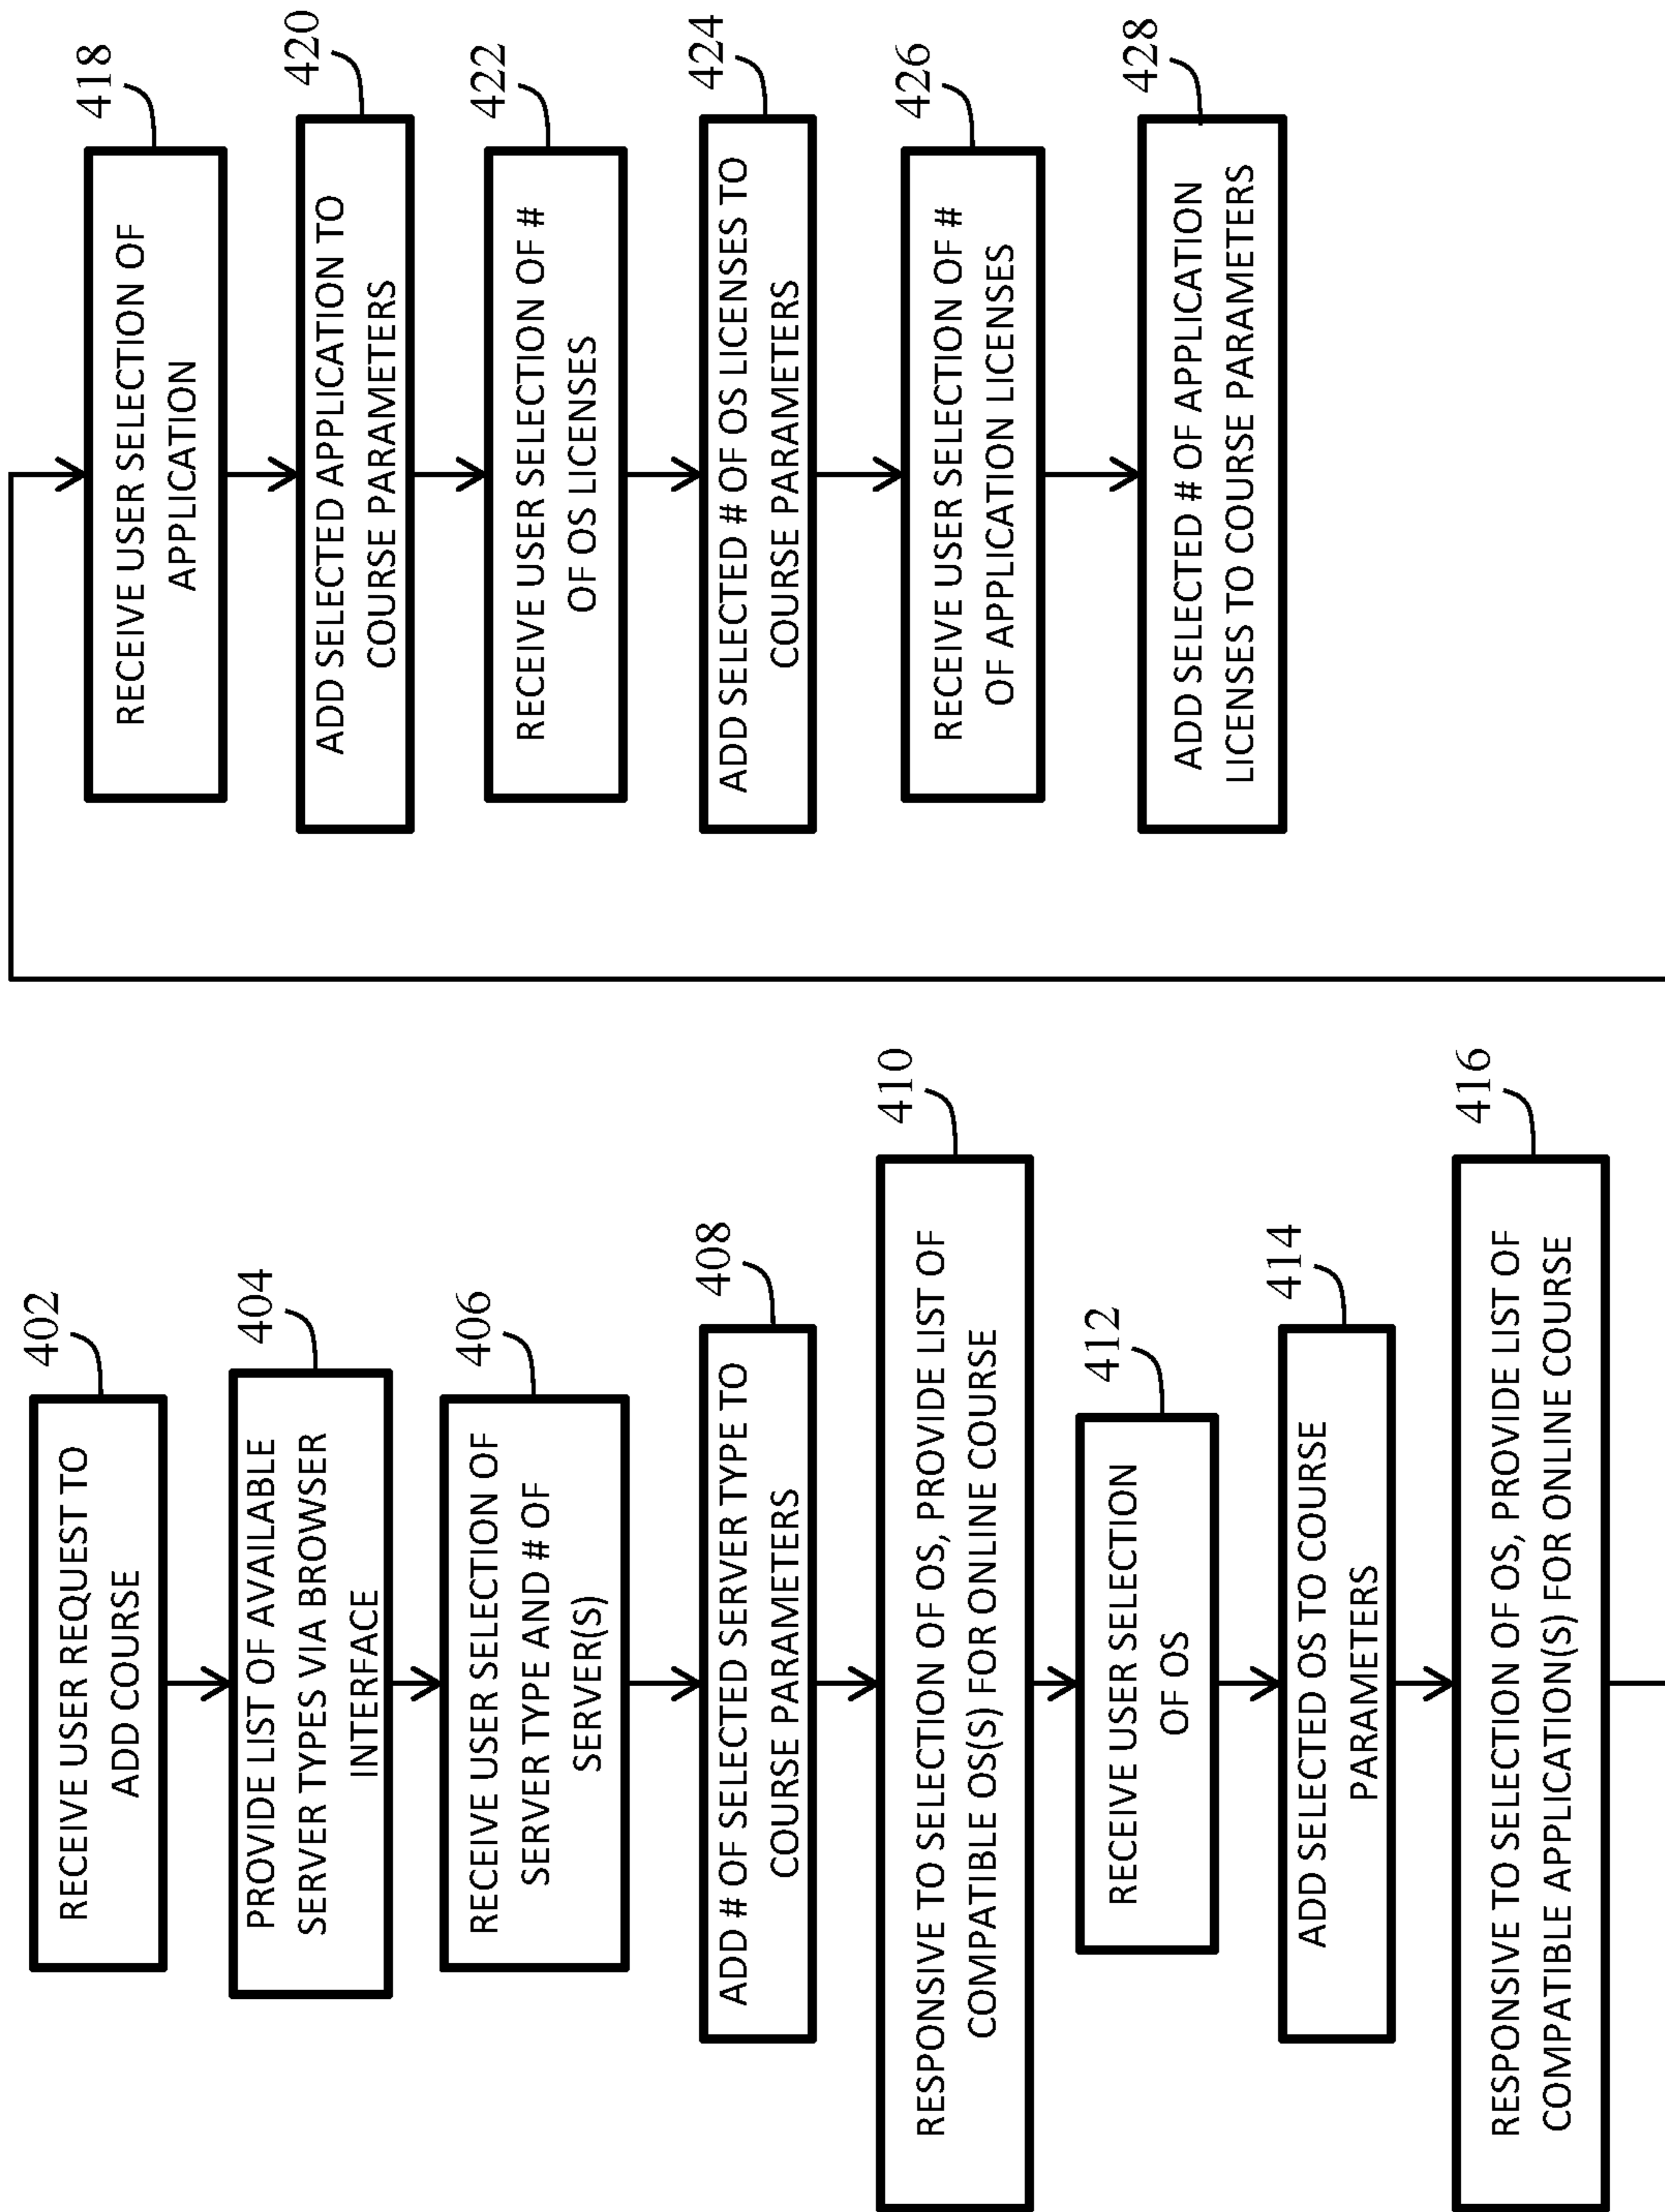 402
RECEIVE USER REQUEST TO
ADD COURSE
404
PROVIDE LIST OF AVAILABLE
SERVER TYPES VIA BROWSER
INTERFACE
406
RECEIVE USER SELECTION OF
SERVER TYPE AND # OF
SERVER(S)
408
ADD # OF SELECTED SERVER TYPE TO
COURSE PARAMETERS
410
RESPONSIVE TO SELECTION OF OS, PROVIDE LIST OF
COMPATIBLE OS(S) FOR ONLINE COURSE
412
RECEIVE USER SELECTION
OF OS
414
ADD SELECTED OS TO COURSE
PARAMETERS
416
RESPONSIVE TO SELECTION OF OS, PROVIDE LIST OF
COMPATIBLE APPLICATION(S) FOR ONLINE COURSE
418
RECEIVE USER SELECTION OF
APPLICATION
420
ADD SELECTED APPLICATION TO
COURSE PARAMETERS
422
RECEIVE USER SELECTION OF #
OF OS LICENSES
424
ADD SELECTED # OF OS LICENSES TO
COURSE PARAMETERS
426
RECEIVE USER SELECTION OF #
OF APPLICATION LICENSES
428
ADD SELECTED # OF APPLICATION
LICENSES TO COURSE PARAMETERS